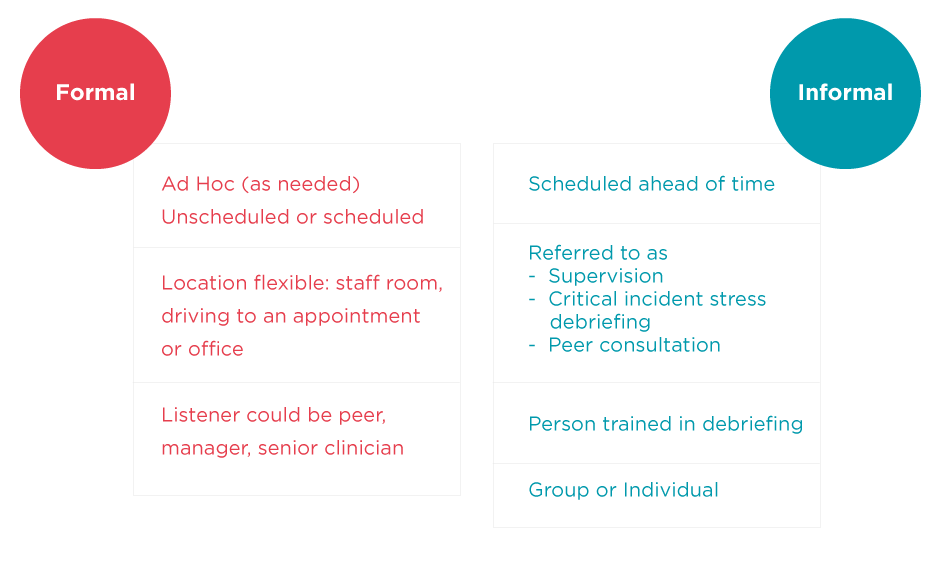 Formal
Ad Hoc (as needed)
Unscheduled or scheduled
Location flexible: staff room,
driving to an appointment
or office
Listener could be peer,
manager, senior clinician
Informal
Scheduled ahead of time
Referred to as
- Supervision
- Critical incident stress
debriefing
- Peer consultation
Person trained in debriefing
Group or Individual